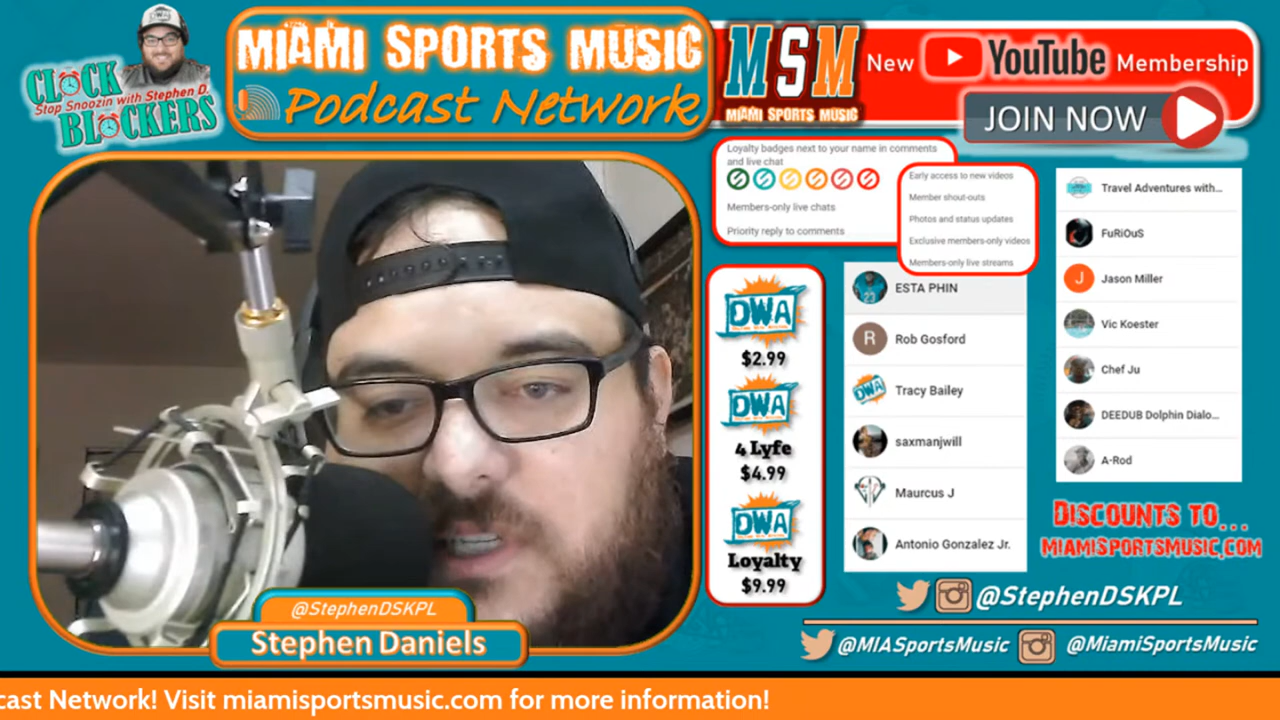 CLOCK
Stop Snoozin with Stephen D.
BLOCKERS
MIAMI SPORTS MUSIC
Podcast Network
MSM
MIAMI SPORTS MUSIC
New YouTube Membership
JOIN NOW
Loyalty badges next to your name in comments
and live chat
Members-only live chats
Priority reply to comments
Early access to new videos
Member shout-outs
Photos and status updates
Exclusive members-only videos
Members-only live streams
DWA
$2.99
DWA
4 Lyfe
$4.99
DWA
Loyalty
$9.99
ESTA PHIN
R Rob Gosford
DWA Tracy Bailey
saxmanjwill
Maurcus J
Antonio Gonzalez Jr.
Travel Adventures with...
FuRiOuS
J Jason Miller
Vic Koester
Chef Ju
DEEDUB Dolphin Dialo...
A-Rod
DISCOUNTS TO...
MIAMISPORTSMUSIC.COM
@StephenDSKPL
@MIASportsMusic @MiamiSportsMusic
@StephenDSKPL
Stephen Daniels
cast Network! Visit miamisportsmusic.com for more information!